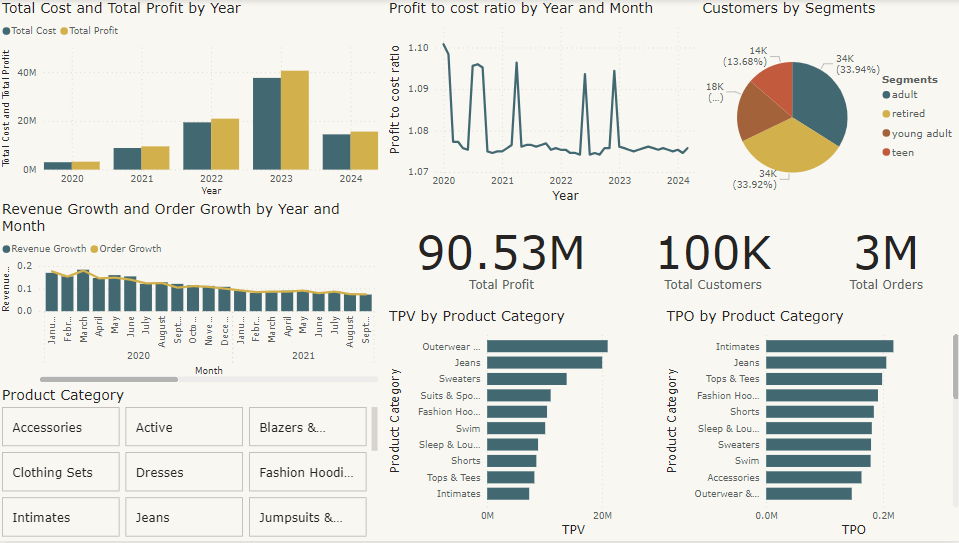 Total Cost and Total Profit by Year
Total Cost Total Profit
Total Cost and Total Profit
40M
20M
0M
2020 2021 2022 2023 2024
Year
Profit to cost ratio by Year and Month
Profit to cost ratio
1.10
1.09
1.08
1.07
2020 2021 2022 2023 2024
Year
Customers by Segments
14K
(13.68%)
34K
(33.94%)
18K
(...)
34K
(33.92%)
Segments
adult
retired
young adult
teen
Revenue Growth and Order Growth by Year and
Month
Revenue Growth Order Growth
Revenue...
0.2
0.1
0.0
Janu... Febr... March April May June July August Sept... Octo... Nove... Dece... Janu... Febr... March April May June July August Sept...
2020 2021
Month
90.53M
Total Profit
100K
Total Customers
3M
Total Orders
Product Category
Accessories Active Blazers &...
Clothing Sets Dresses Fashion Hoodi...
Intimates Jeans Jumpsuits &...
TPV by Product Category
Product Category
Outerwear ...
Jeans
Sweaters
Suits & Spo...
Fashion Hoo...
Swim
Sleep & Lou...
Shorts
Tops & Tees
Intimates
0M 20M
TPV
TPO by Product Category
Product Category
Intimates
Jeans
Tops & Tees
Fashion Hoo...
Shorts
Sleep & Lou...
Sweaters
Swim
Accessories
Outerwear &...
0.0M 0.2M
TPO